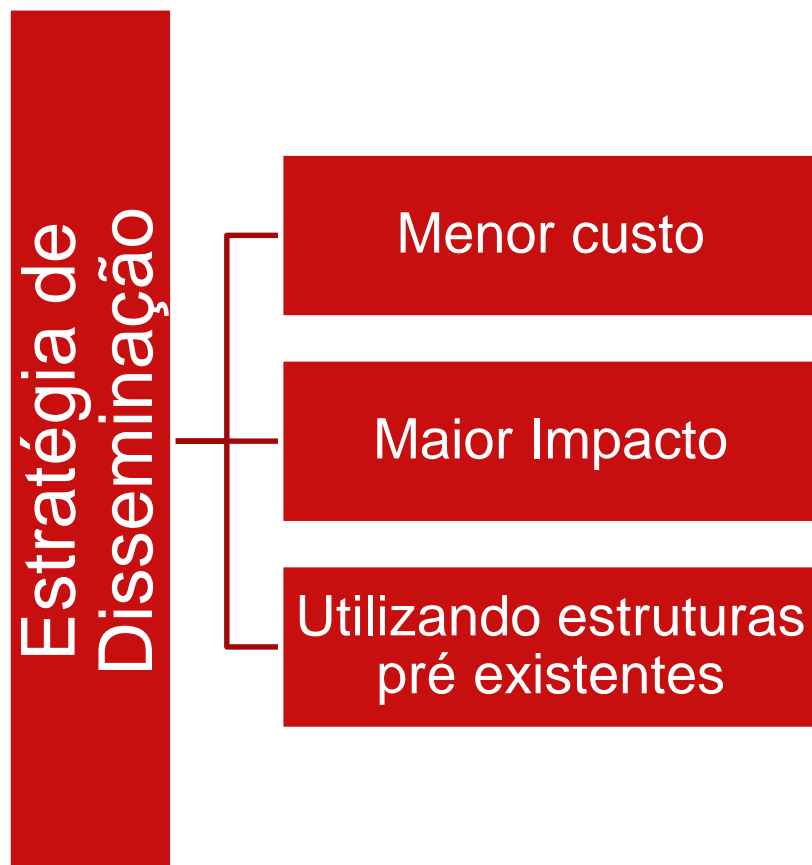 Estratégia de
Disseminação
Menor custo
Maior Impacto
Utilizando estruturas
pré existentes